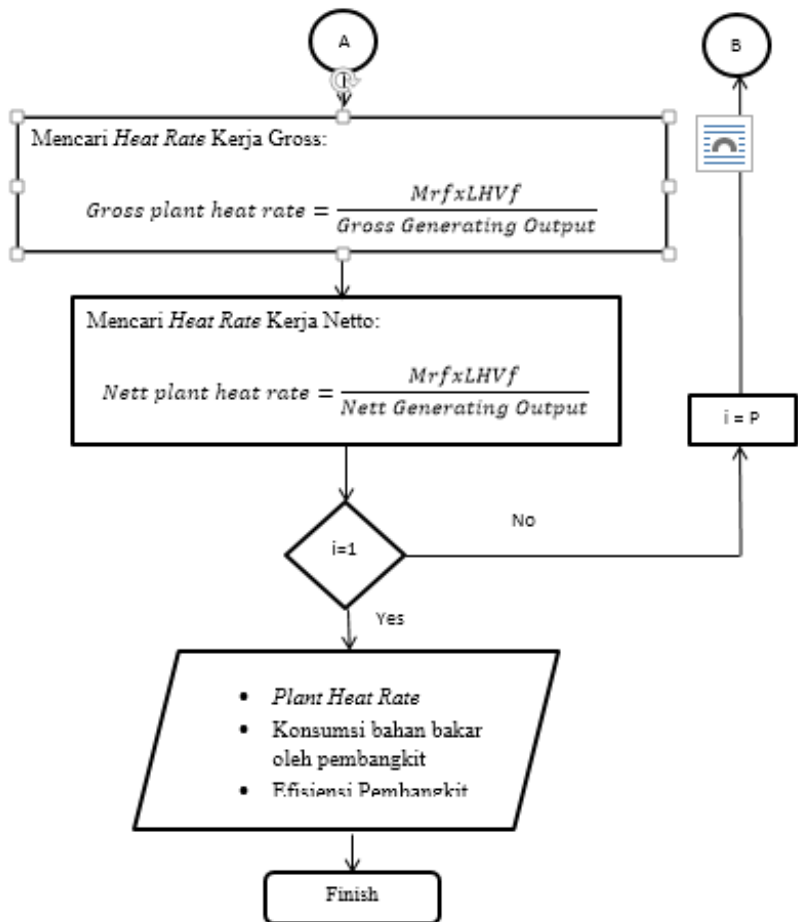 A
B
Mencari Heat Rate Kerja Gross:
Gross plant heat rate = MrfxLHVf / Gross Generating Output
Mencari Heat Rate Kerja Netto:
Nett plant heat rate = MrfxLHVf / Nett Generating Output
i = P
No
i=1
Yes
• Plant Heat Rate
• Konsumsi bahan bakar
oleh pembangkit
• Efisiensi Pembangkit
Finish